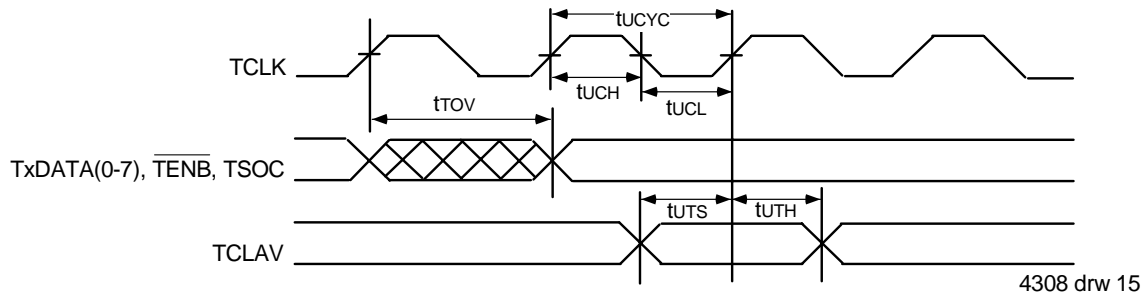 tUCYC
TCLK
tUCH
tUCL
tTOV
TxDATA(0-7), TENB, TSOC
tUTS
tUTH
TCLAV
4308 drw 15